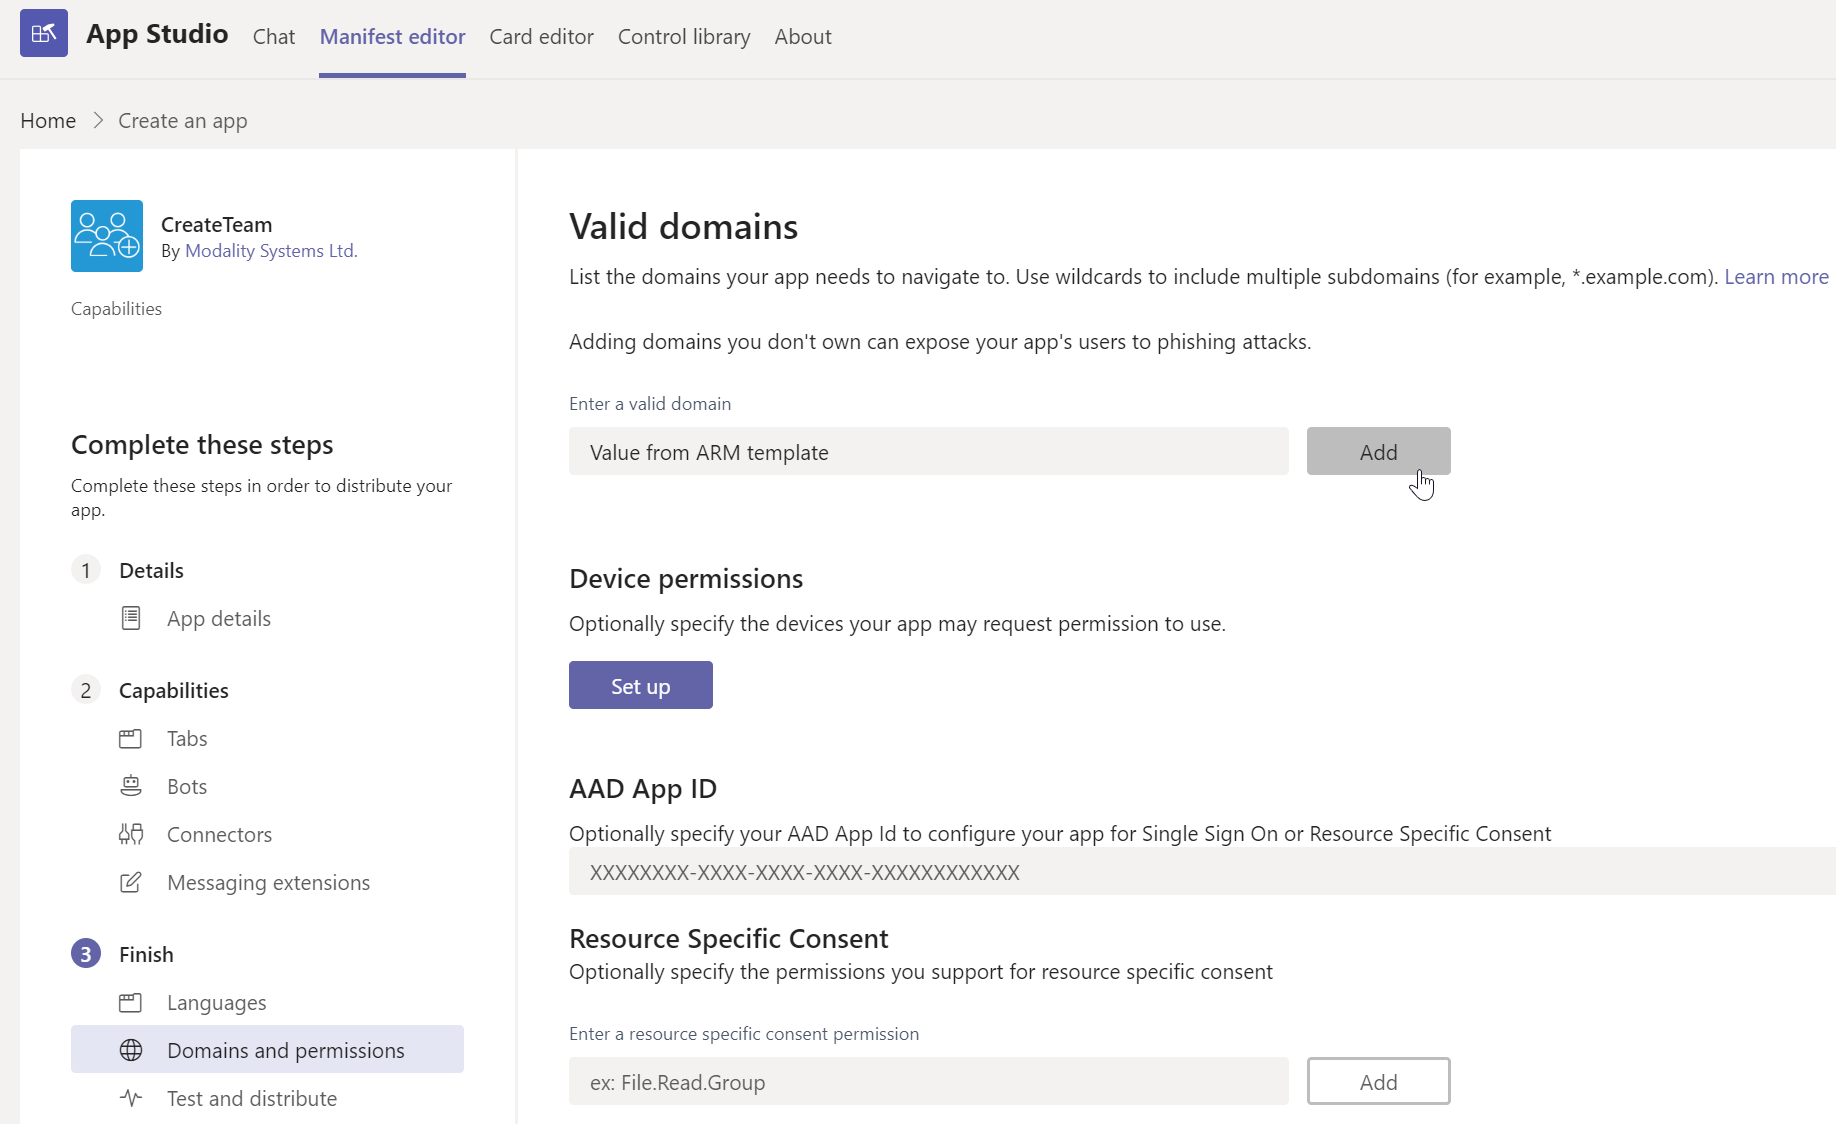 App Studio Chat Manifest editor Card editor Control library About
Home > Create an app
CreateTeam
By Modality Systems Ltd.
Capabilities
Complete these steps
Complete these steps in order to distribute your
app.
1 Details
App details
2 Capabilities
Tabs
Bots
Connectors
Messaging extensions
3 Finish
Languages
Domains and permissions
Test and distribute
Valid domains
List the domains your app needs to navigate to. Use wildcards to include multiple subdomains (for example, *.example.com). Learn more
Adding domains you don't own can expose your app's users to phishing attacks.
Enter a valid domain
Value from ARM template Add
Device permissions
Optionally specify the devices your app may request permission to use.
Set up
AAD App ID
Optionally specify your AAD App Id to configure your app for Single Sign On or Resource Specific Consent
XXXXXXXX-XXXX-XXXX-XXXX-XXXXXXXXXXXX
Resource Specific Consent
Optionally specify the permissions you support for resource specific consent
Enter a resource specific consent permission
ex: File.Read.Group Add